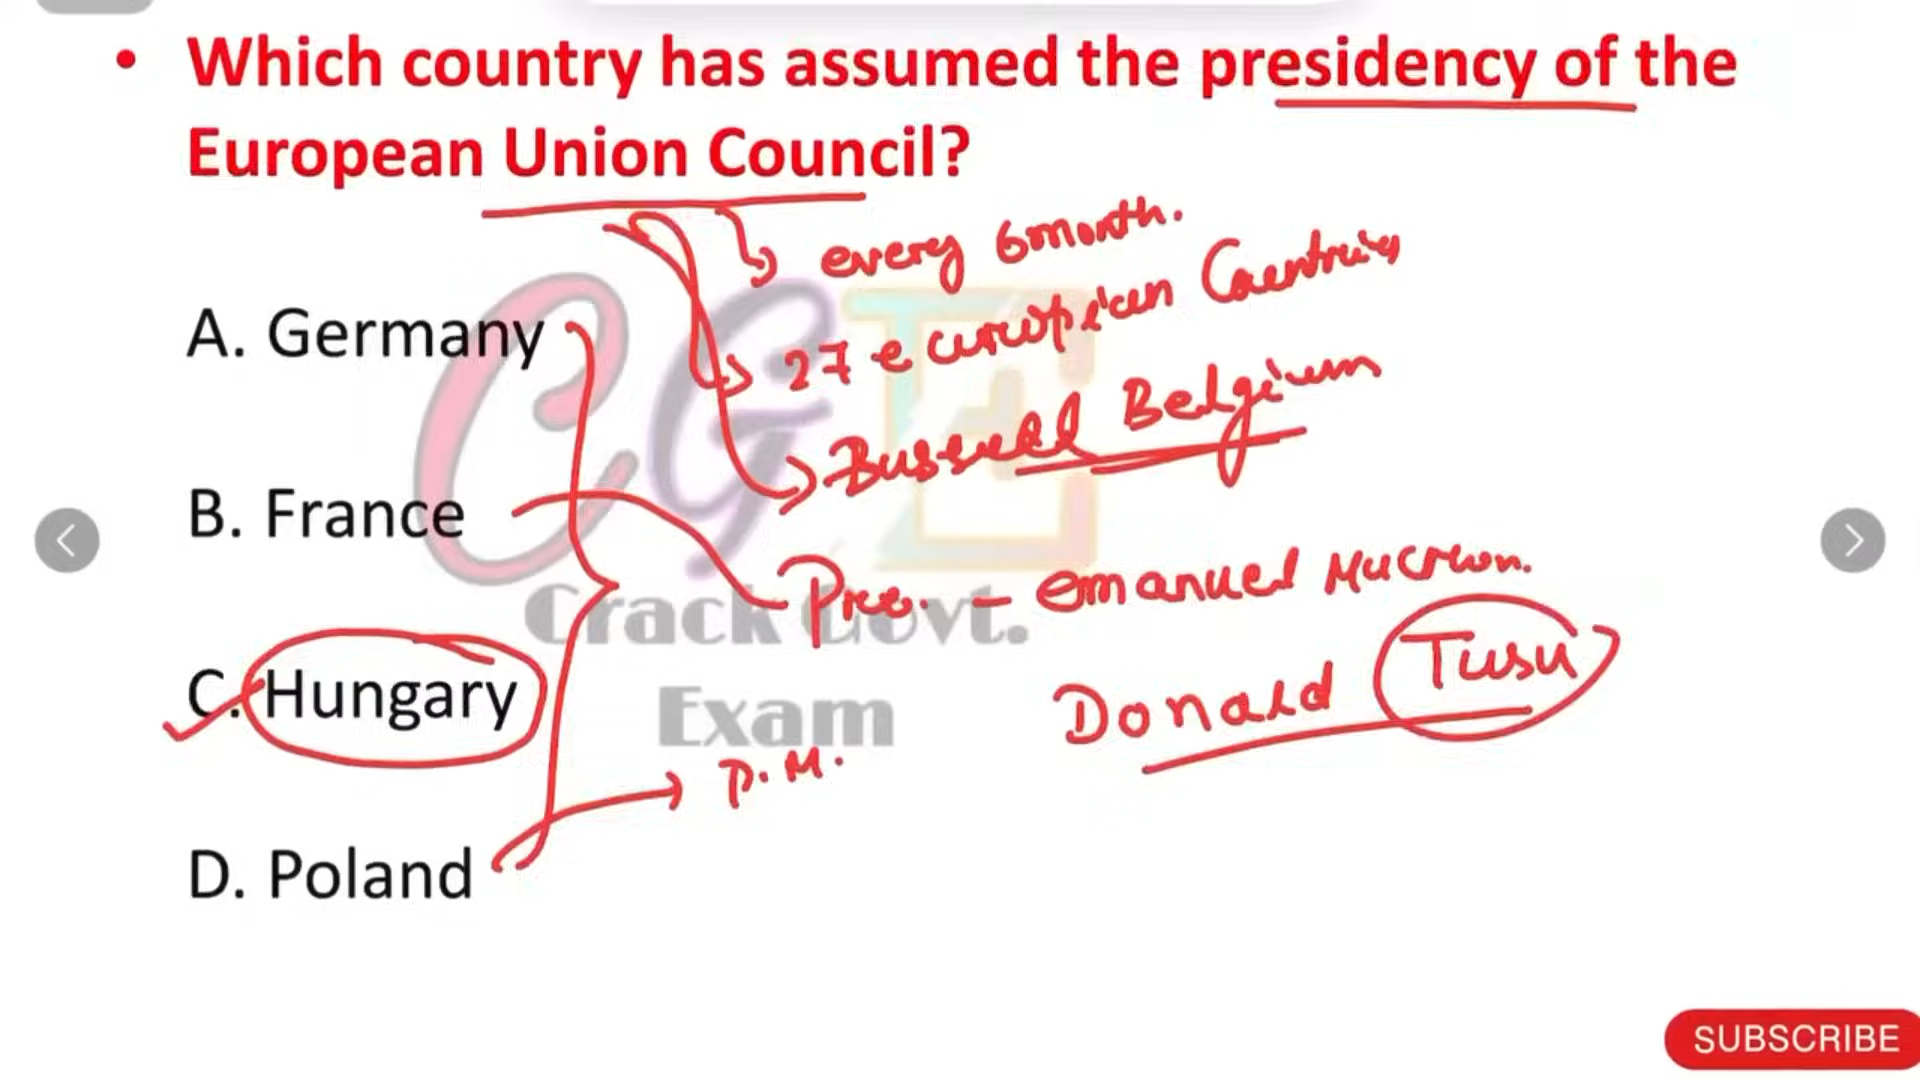 • Which country has assumed the presidency of the
European Union Council?
every 6month.
27 e european Countries
A. Germany
Belgium
B. France
Pre. - emanuel Macron.
Crack Govt.
Exam
C. Hungary
Donald Tusu
P.M.
D. Poland
SUBSCRIBE